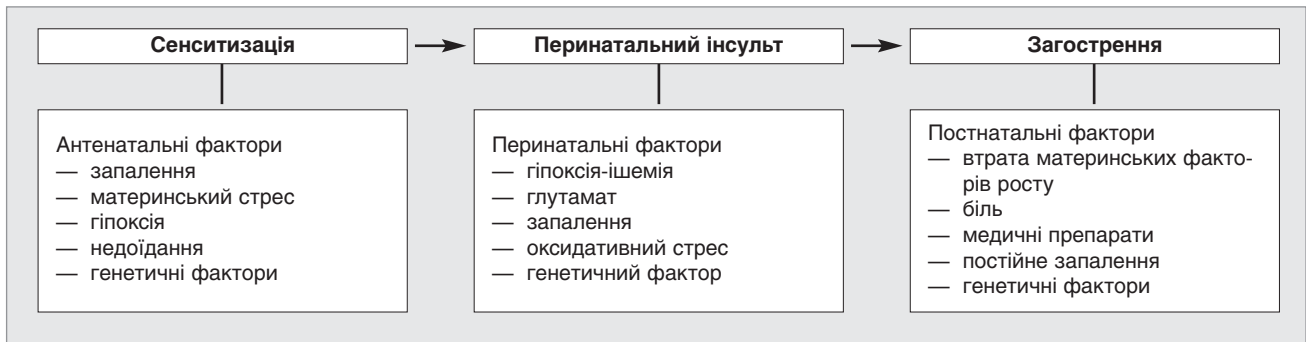 Сенситизація
Перинатальний інсульт
Загострення
Антенатальні фактори
— запалення
— материнський стрес
— гіпоксія
— недоїдання
— генетичні фактори
Перинатальні фактори
— гіпоксія-ішемія
— глутамат
— запалення
— оксидативний стрес
— генетичний фактор
Постнатальні фактори
— втрата материнських факто-
рів росту
— біль
— медичні препарати
— постійне запалення
— генетичні фактори